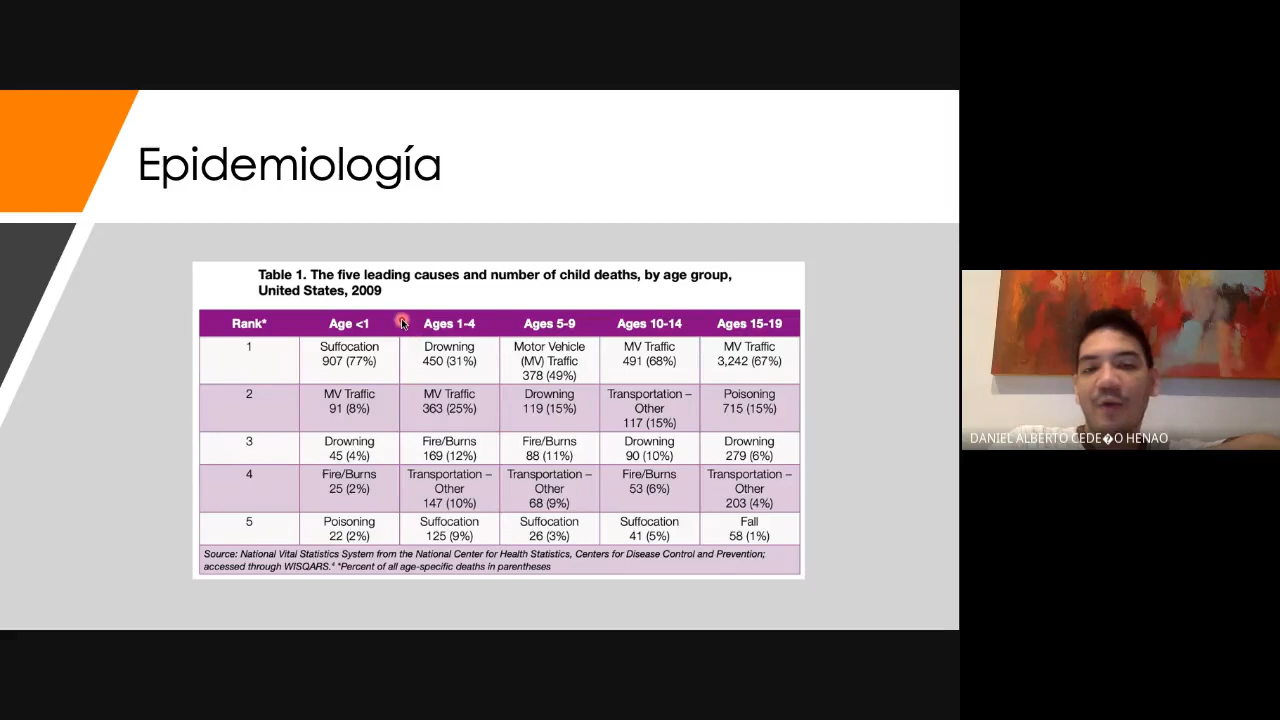 Epidemiología
Table 1. The five leading causes and number of child deaths, by age group,
United States, 2009
Rank* Age <1 Ages 1-4 Ages 5-9 Ages 10-14 Ages 15-19
1 Suffocation 907 (77%) Drowning 450 (31%) Motor Vehicle (MV) Traffic 378 (49%) MV Traffic 491 (68%) MV Traffic 3,242 (67%)
2 MV Traffic 91 (8%) MV Traffic 363 (25%) Drowning 119 (15%) Transportation – Other 117 (15%) Poisoning 715 (15%)
3 Drowning 45 (4%) Fire/Burns 169 (12%) Fire/Burns 88 (11%) Drowning 90 (10%) Drowning 279 (6%)
4 Fire/Burns 25 (2%) Transportation – Other 147 (10%) Transportation – Other 68 (9%) Fire/Burns 53 (6%) Transportation – Other 203 (4%)
5 Poisoning 22 (2%) Suffocation 125 (9%) Suffocation 26 (3%) Suffocation 41 (5%) Fall 58 (1%)
Source: National Vital Statistics System from the National Center for Health Statistics, Centers for Disease Control and Prevention;
accessed through WISQARS.⁴ *Percent of all age-specific deaths in parentheses
DANIEL ALBERTO CEDE�O HENAO